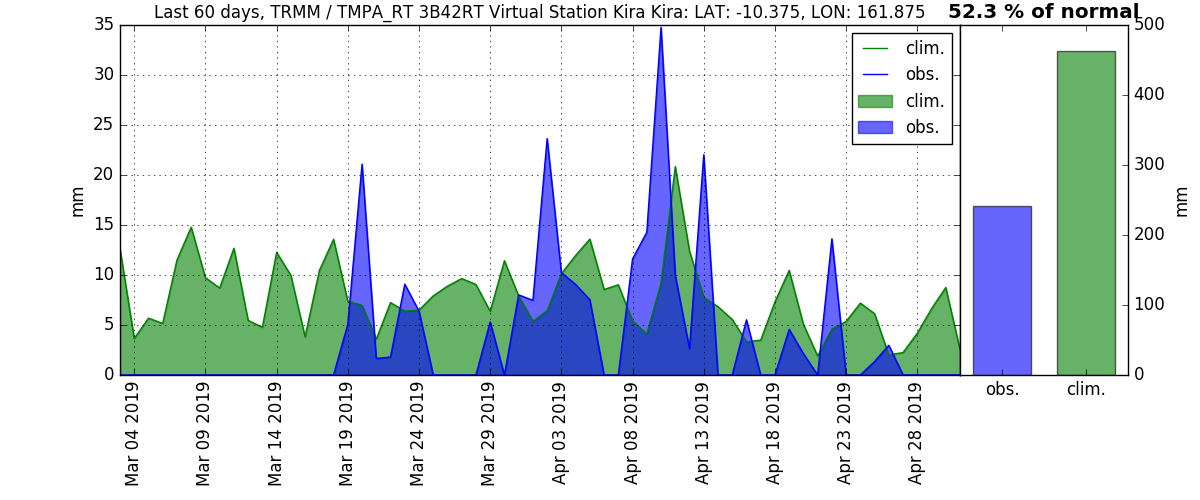 Last 60 days, TRMM / TMPA_RT 3B42RT Virtual Station Kira Kira: LAT: -10.375, LON: 161.875
52.3 % of normal
35
30
25
20
15
10
5
0
mm
clim.
obs.
clim.
obs.
500
400
300
200
100
0
mm
obs.
clim.
Mar 04 2019
Mar 09 2019
Mar 14 2019
Mar 19 2019
Mar 24 2019
Mar 29 2019
Apr 03 2019
Apr 08 2019
Apr 13 2019
Apr 18 2019
Apr 23 2019
Apr 28 2019